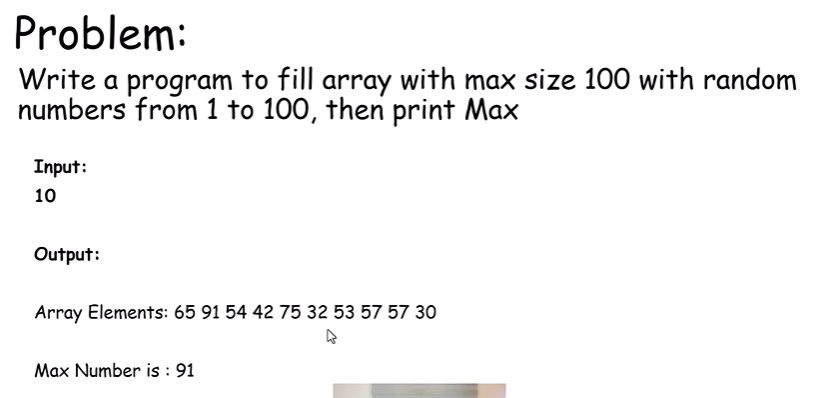 Problem:
Write a program to fill array with max size 100 with random
numbers from 1 to 100, then print Max
Input:
10
Output:
Array Elements: 65 91 54 42 75 32 53 57 57 30
Max Number is : 91